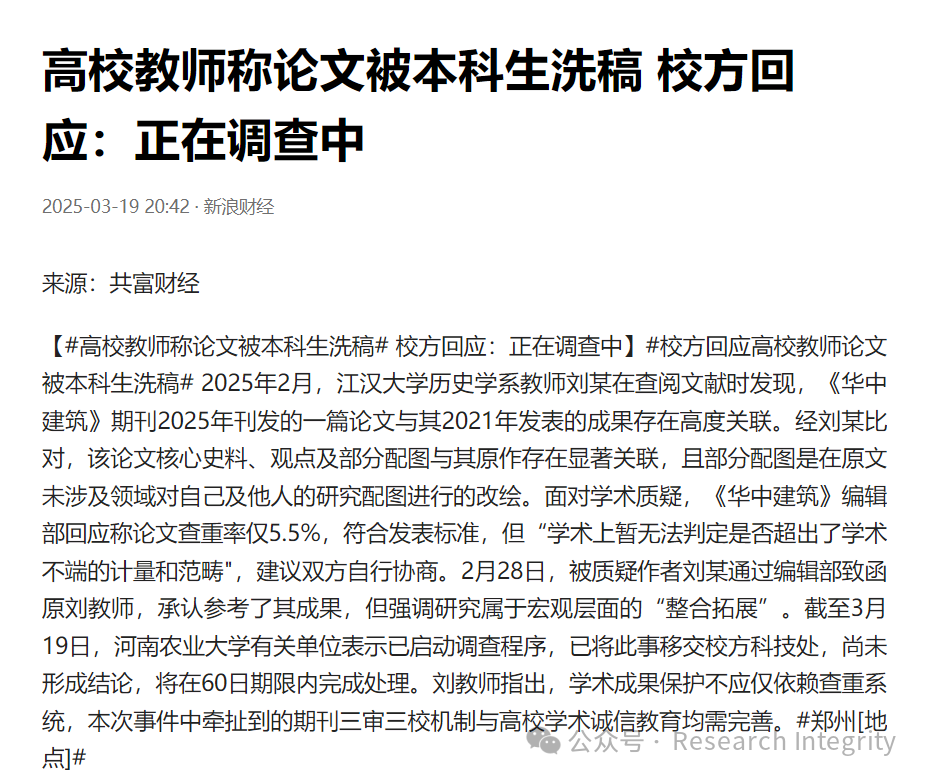 高校教师称论文被本科生洗稿 校方回
应：正在调查中
2025-03-19 20:42 · 新浪财经
来源：共富财经
【#高校教师称论文被本科生洗稿# 校方回应：正在调查中】#校方回应高校教师论文
被本科生洗稿# 2025年2月，江汉大学历史学系教师刘某在查阅文献时发现，《华中
建筑》期刊2025年刊发的一篇论文与其2021年发表的成果存在高度关联。经刘某比
对，该论文核心史料、观点及部分配图与其原作存在显著关联，且部分配图是在原文
未涉及领域对自己及他人的研究配图进行的改绘。面对学术质疑，《华中建筑》编辑
部回应称论文查重率仅5.5%，符合发表标准，但“学术上暂无法判定是否超出了学术
不端的计量和范畴"，建议双方自行协商。2月28日，被质疑作者刘某通过编辑部致函
原刘教师，承认参考了其成果，但强调研究属于宏观层面的“整合拓展”。截至3月
19日，河南农业大学有关单位表示已启动调查程序，已将此事移交校方科技处，尚未
形成结论，将在60日期限内完成处理。刘教师指出，学术成果保护不应仅依赖查重系
统，本次事件中牵扯到的期刊三审三校机制与高校学术诚信教育均需完善。#郑州[地
点]#
公众号 · Research Integrity